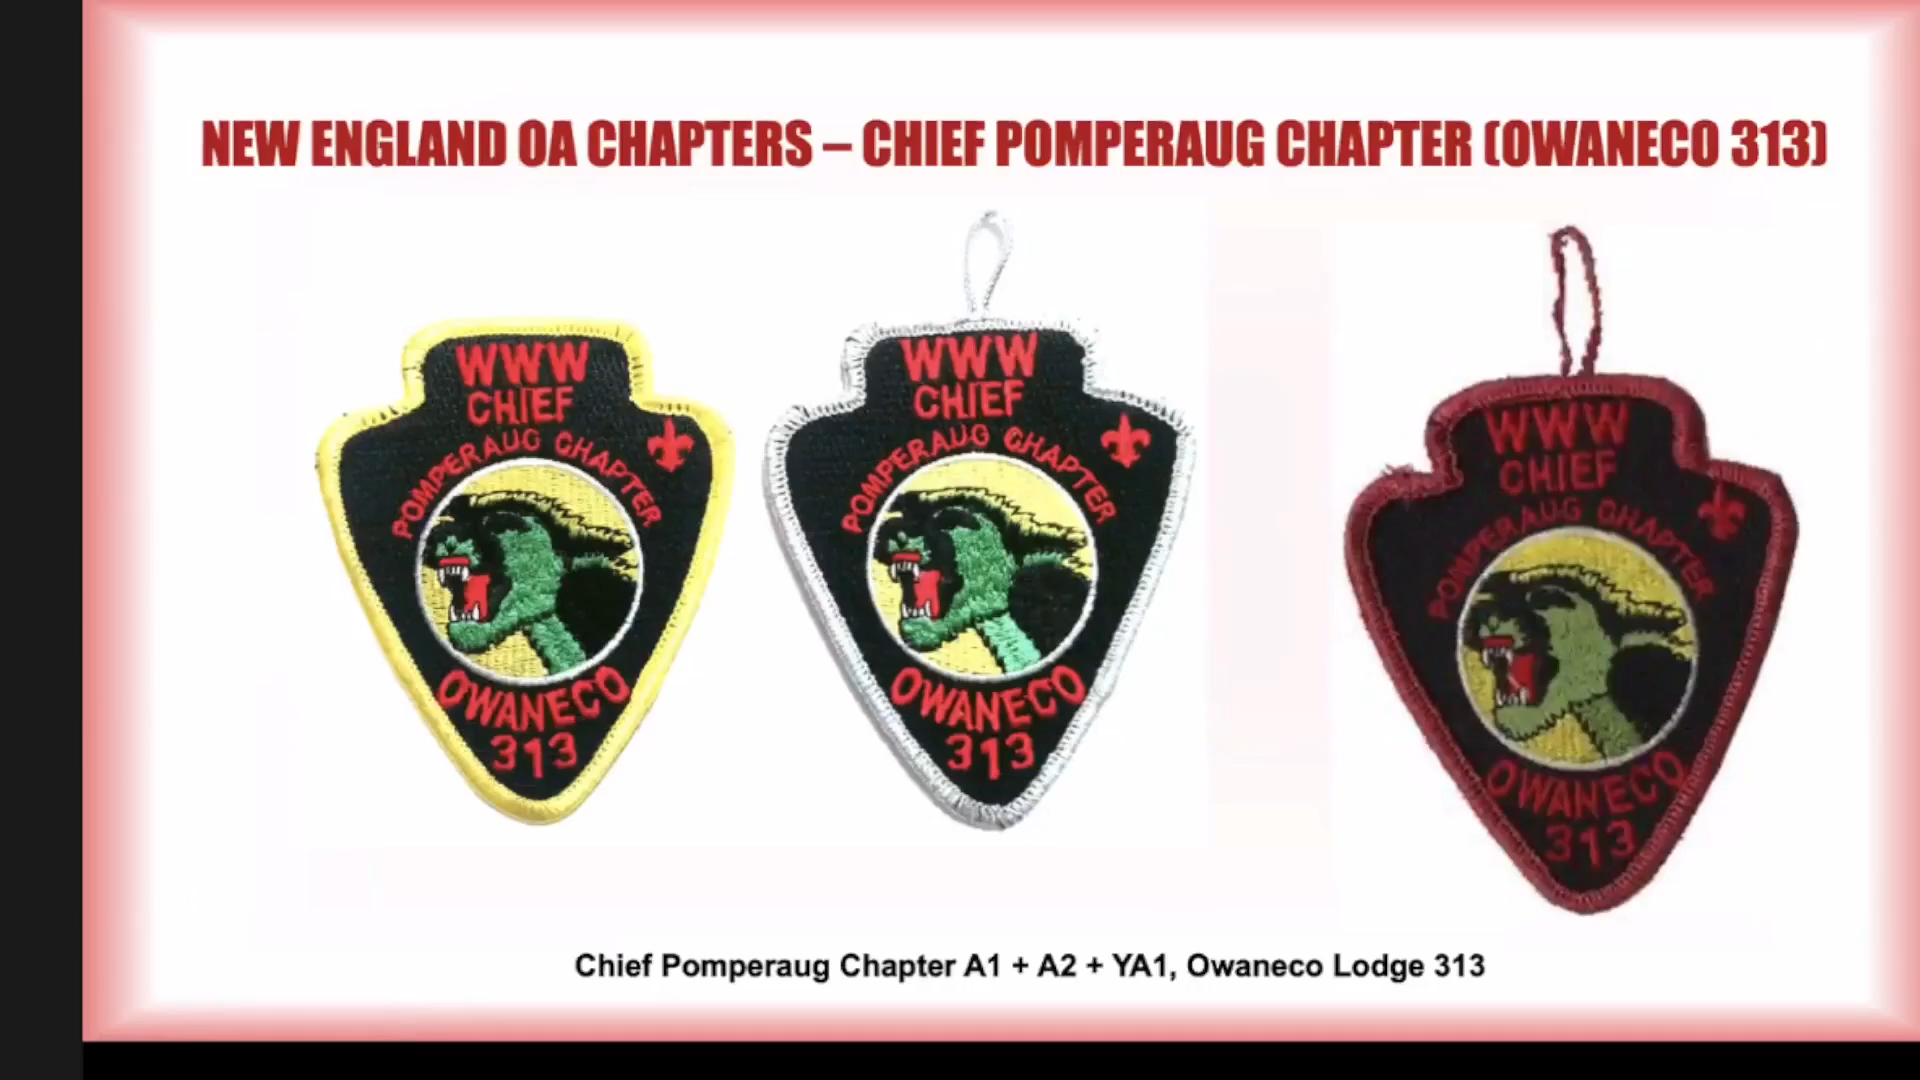 NEW ENGLAND OA CHAPTERS – CHIEF POMPERAUG CHAPTER (OWANECO 313)
WWW
CHIEF
POMPERAUG CHAPTER
OWANECO
313
WWW
CHIEF
POMPERAUG CHAPTER
OWANECO
313
WWW
CHIEF
POMPERAUG CHAPTER
OWANECO
313
Chief Pomperaug Chapter A1 + A2 + YA1, Owaneco Lodge 313